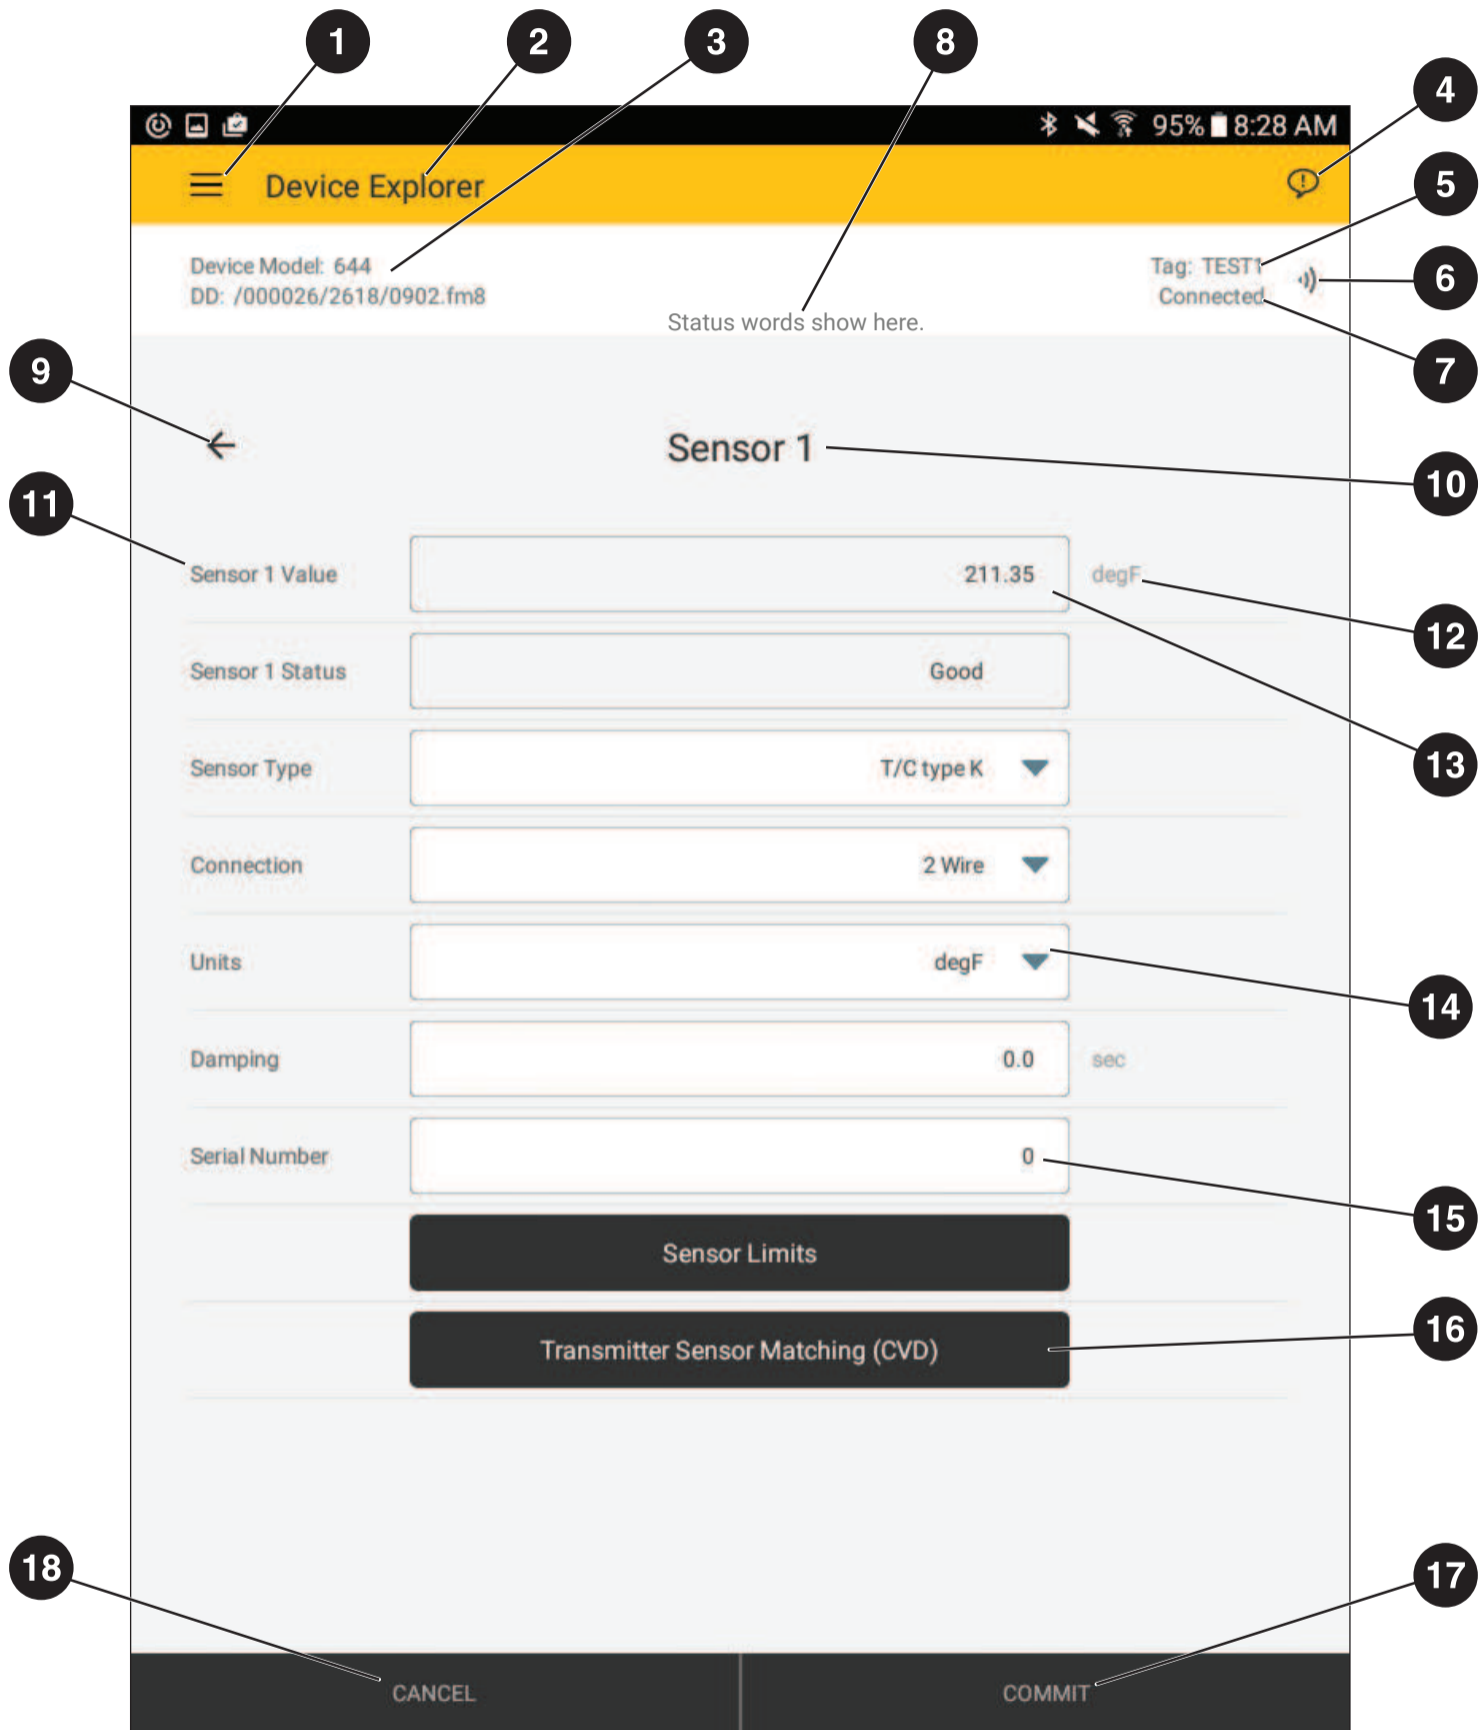 1 2 3 8
4
95% 8:28 AM
Device Explorer
5
Device Model: 644 Tag: TEST1
6
DD: /000026/2618/0902.fm8 Connected
Status words show here.
9 7
Sensor 1
10
11
Sensor 1 Value 211.35 degF
12
Sensor 1 Status Good
Sensor Type T/C type K
13
Connection 2 Wire
Units degF
14
Damping 0.0 sec
Serial Number 0
15
Sensor Limits
16
Transmitter Sensor Matching (CVD)
18 17
CANCEL COMMIT